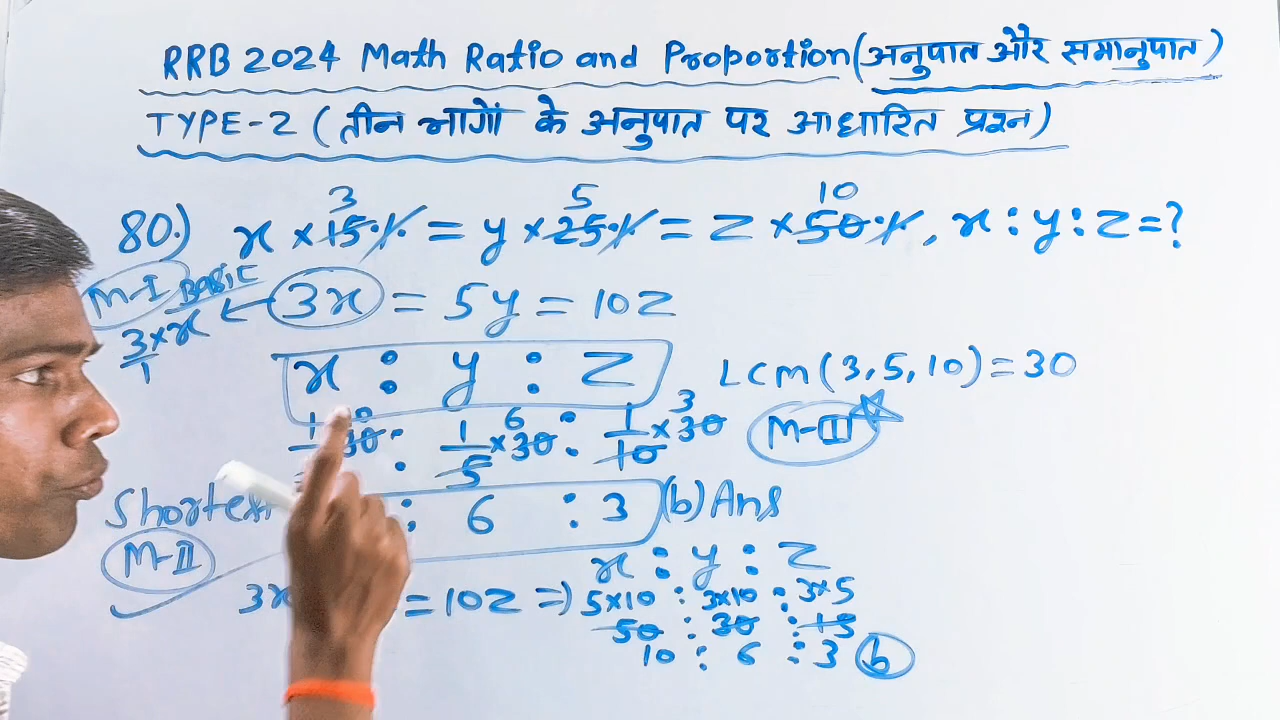 RRB 2024 Math Ratio and Proportion (अनुपात और समानुपात)
TYPE-2 (तीन भागों के अनुपात पर आधारित प्रश्न)
3 5 10
80.) x × 15% = y × 25% = z × 50%, x : y : z = ?
M-I BASIC 3x = 5y = 10z
3/1 × x
x : y : z LCM (3, 5, 10) = 30
6 3
1 30 : 1/5 × 30 : 1/10 × 30 M-III
: 6 : 3 (b) Ans
M-II x : y : z
3x = 10z ⇒ 5×10 : 3×10 : 3×5
50 : 30 : 15
10 : 6 : 3 b